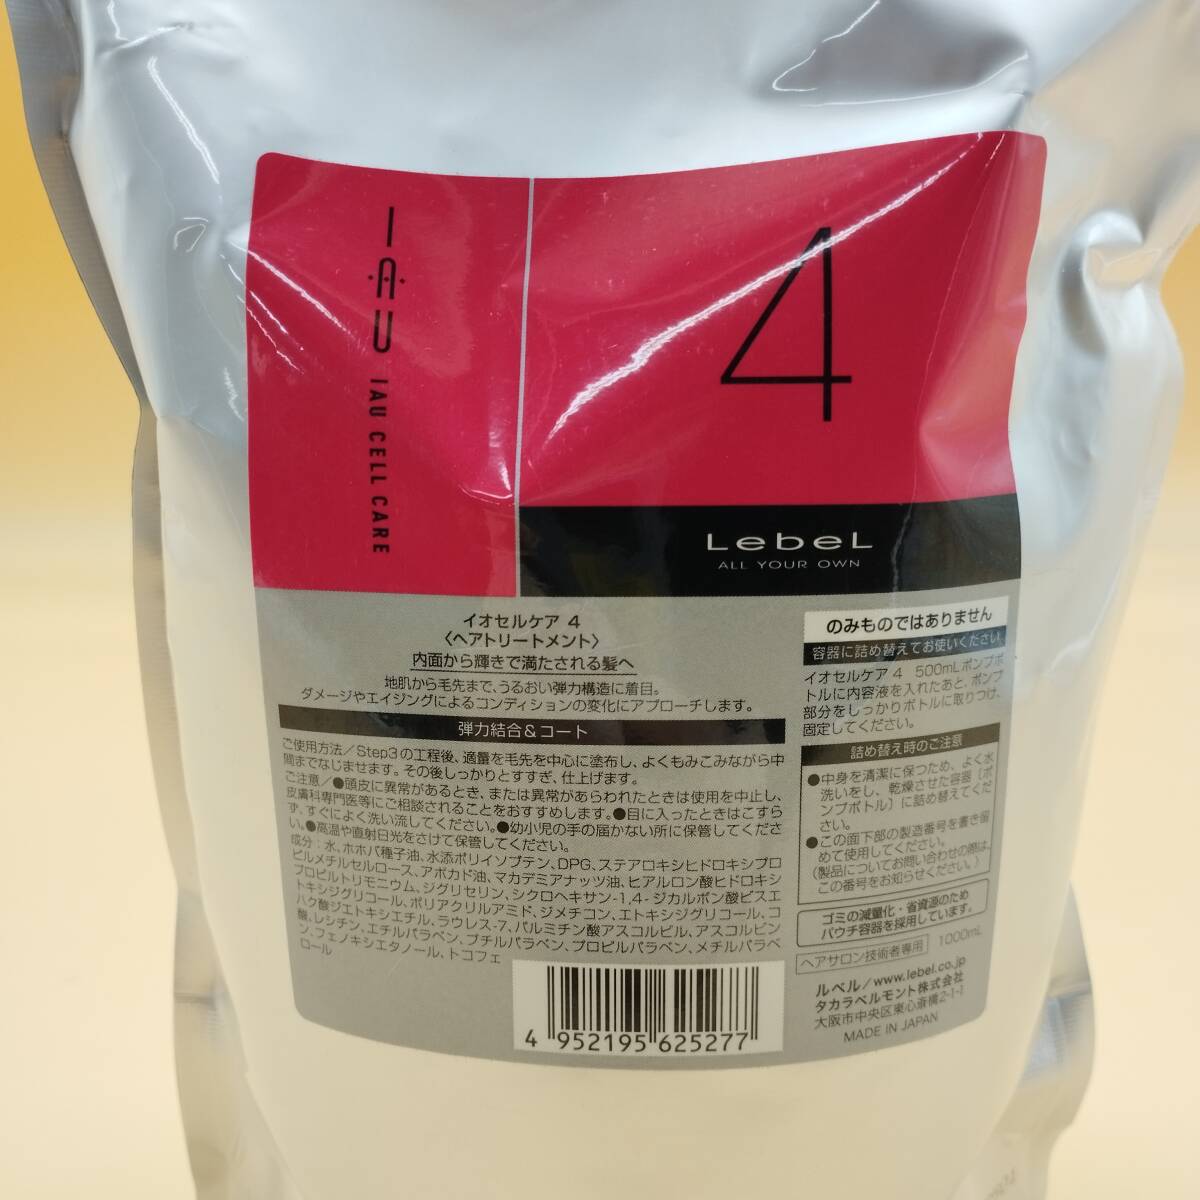 IAU
IAU CELL CARE
4
LebeL
ALL YOUR OWN
イオセルケア 4
〈ヘアトリートメント〉
内面から輝きで満たされる髪へ
地肌から毛先まで、うるおい弾力構造に着目。
ダメージやエイジングによるコンディションの変化にアプローチします。
弾力結合&コート
ご使用方法/Step3の工程後、適量を毛先を中心に塗布し、よくもみこみながら中
間までなじませます。その後しっかりとすすぎ、仕上げます。
ご注意/●頭皮に異常があるとき、または異常があらわれたときは使用を中止し、
皮膚科専門医等にご相談されることをおすすめします。●目に入ったときはこすら
ず、すぐによく洗い流してください。●幼小児の手の届かない所に保管してくださ
い。●高温や直射日光をさけて保管してください。
成分:水、ホホバ種子油、水添ポリイソブテン、DPG、ステアロキシヒドロキシプロ
ピルメチルセルロース、アボカド油、マカデミアナッツ油、ヒアルロン酸ヒドロキシ
プロピルトリモニウム、ジグリセリン、シクロヘキサン-1,4-ジカルボン酸ビスエ
トキシジグリコール、ポリアクリルアミド、ジメチコン、エトキシジグリコール、コ
ハク酸ジエトキシエチル、ラウレス-7、パルミチン酸アスコルビル、アスコルビン
酸、レシチン、エチルパラベン、ブチルパラベン、プロピルパラベン、メチルパラベ
ン、フェノキシエタノール、トコフェ
ロール
4 952195 625277
のみものではありません
容器に詰め替えてお使いください
イオセルケア 4 500mLポンプボ
トルに内容液を入れたあと、ポンプ
部分をしっかりボトルに取りつけ、
固定してください。
詰め替え時のご注意
●中身を清潔に保つため、よく水
洗いをし、乾燥させた容器〔ポ
ンプボトル〕に詰め替えてくだ
さい。
●この面下部の製造番号を書き留
めて使用してください。
(製品についてお問い合わせの際は、
この番号をお知らせください。)
ゴミの減量化・省資源のため
パウチ容器を採用しています。
ヘアサロン技術者専用 1000mL
ルベル/www.lebel.co.jp
タカラベルモント株式会社
大阪市中央区東心斎橋2-1-1
MADE IN JAPAN